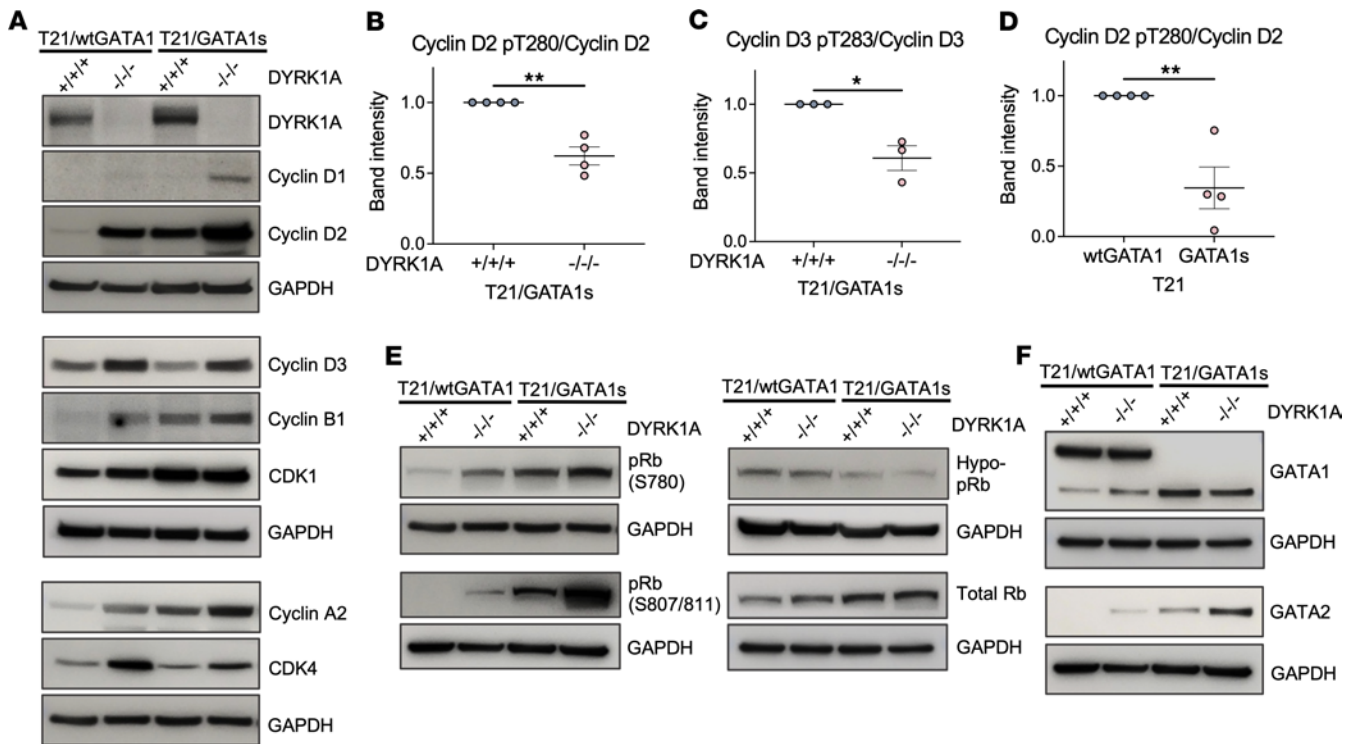 A
T21/wtGATA1 T21/GATA1s
+/+/+ -/-/- +/+/+ -/-/- DYRK1A
DYRK1A
Cyclin D1
Cyclin D2
GAPDH
Cyclin D3
Cyclin B1
CDK1
GAPDH
Cyclin A2
CDK4
GAPDH
B
Cyclin D2 pT280/Cyclin D2
**
Band intensity
1.0
0.5
0.0
DYRK1A +/+/+ -/-/-
T21/GATA1s
C
Cyclin D3 pT283/Cyclin D3
*
Band intensity
1.0
0.5
0.0
DYRK1A +/+/+ -/-/-
T21/GATA1s
D
Cyclin D2 pT280/Cyclin D2
**
Band intensity
1.0
0.5
0.0
wtGATA1 GATA1s
T21
E
T21/wtGATA1 T21/GATA1s
+/+/+ -/-/- +/+/+ -/-/- DYRK1A
pRb
(S780)
GAPDH
pRb
(S807/811)
GAPDH
T21/wtGATA1 T21/GATA1s
+/+/+ -/-/- +/+/+ -/-/- DYRK1A
Hypo-
pRb
GAPDH
Total Rb
GAPDH
F
T21/wtGATA1 T21/GATA1s
+/+/+ -/-/- +/+/+ -/-/- DYRK1A
GATA1
GAPDH
GATA2
GAPDH